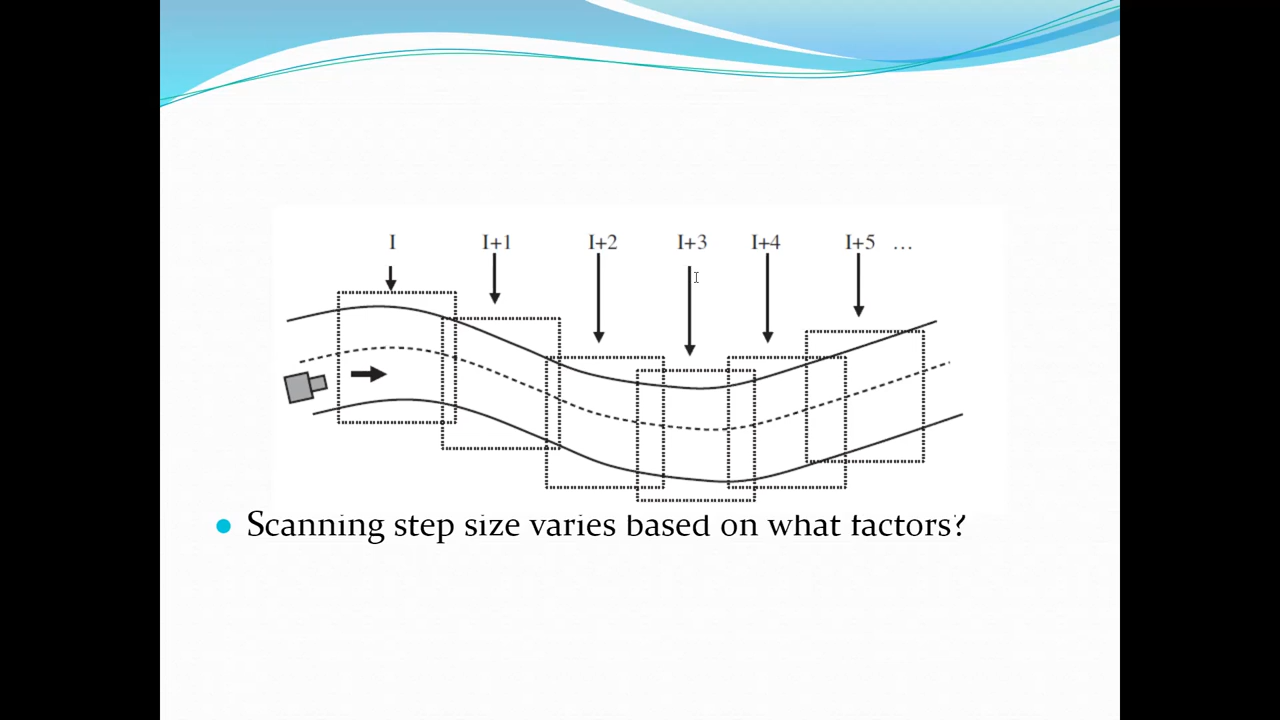 I I+1 I+2 I+3 I+4 I+5 ...
Scanning step size varies based on what factors?